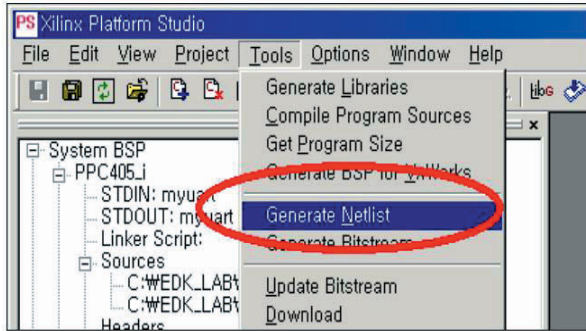 PS Xilinx Platform Studio
File Edit View Project Tools Options Window Help
LibG
Generate Libraries
Compile Program Sources
Get Program Size
Generate BSP for VxWorks
Generate Netlist
Generate Bitstream
Update Bitstream
Download
System BSP
PPC405_i
STDIN: myuart
STDOUT: myuart
Linker Script:
Sources
C:₩EDK_LAB₩
C:₩EDK_LAB₩
Headers